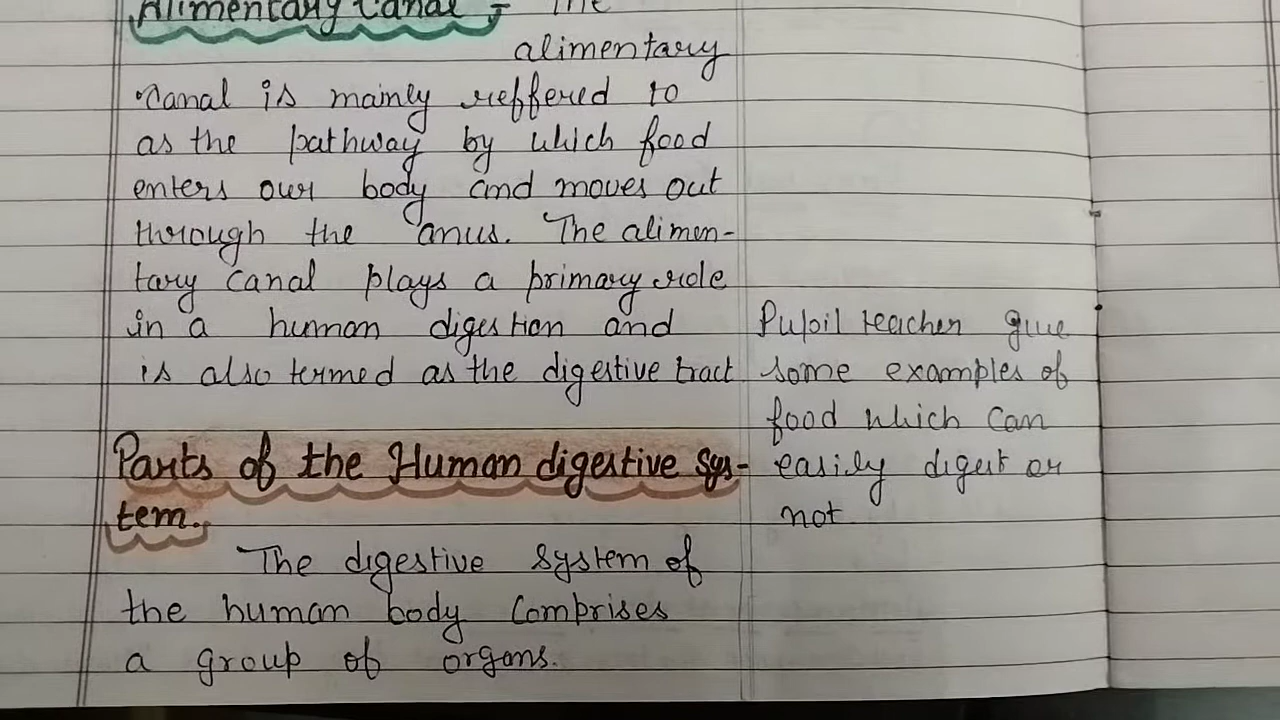 Alimentary Canal - The
alimentary
Canal is mainly reffered to
as the pathway by which food
enters our body and moves out
through the anus. The alimen-
tary canal plays a primary role
in a human digestion and
is also termed as the digestive tract
Parts of the Human digestive Sys-
tem.
The digestive system of
the human body Comprises
a group of organs.
Pupil teacher give
some examples of
food which can
easily digest or
not